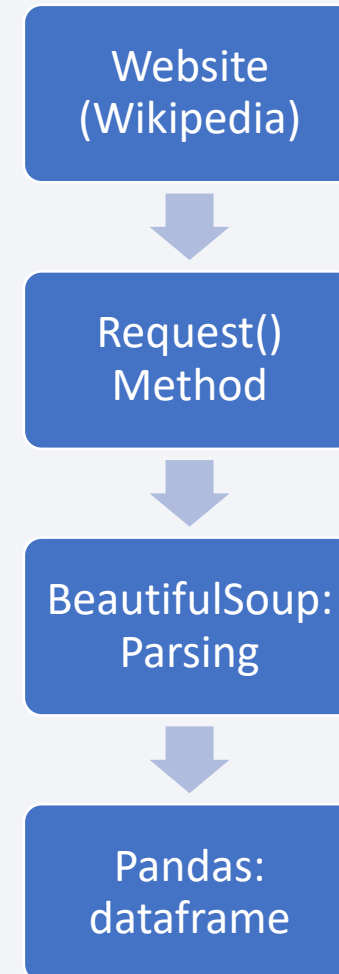 Website
(Wikipedia)
Request()
Method
BeautifulSoup:
Parsing
Pandas:
dataframe